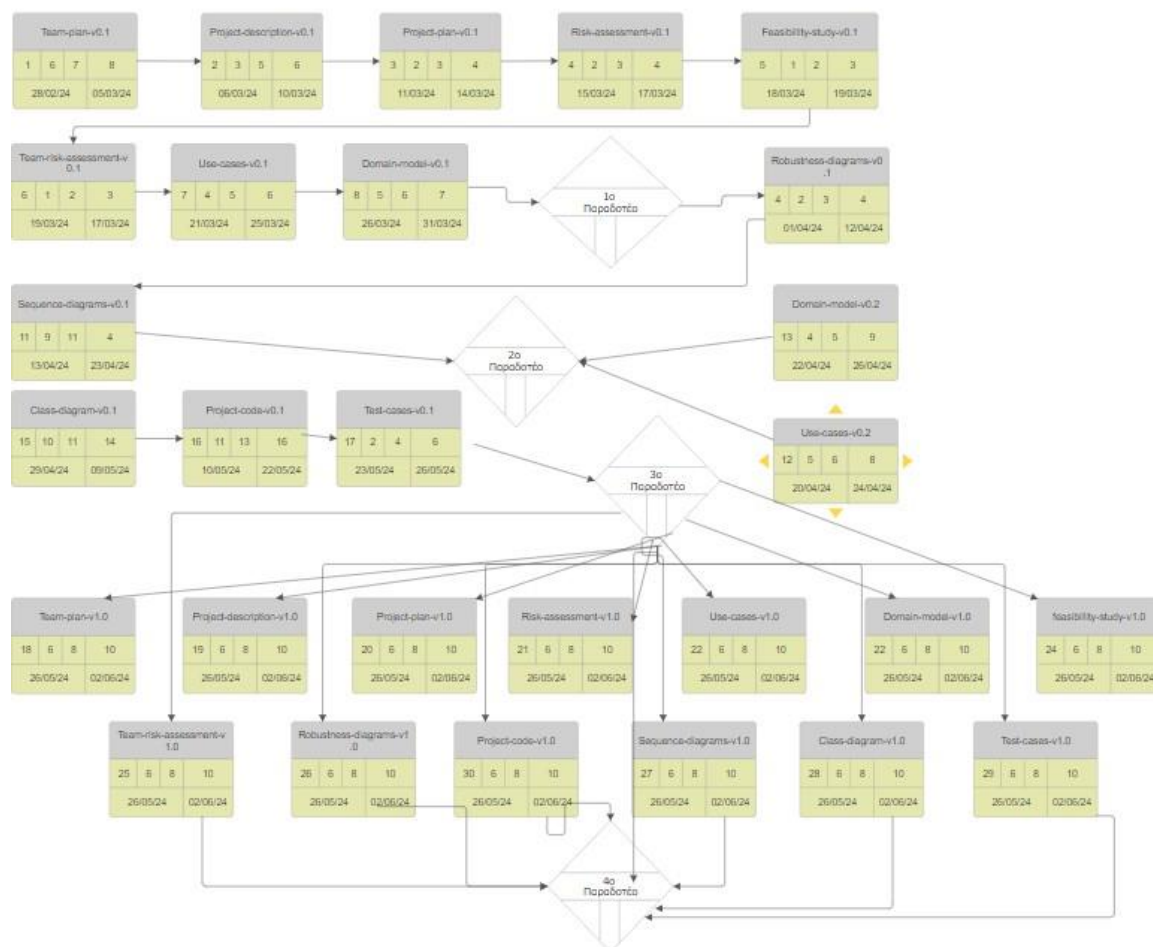 Team-plan-v0.1
1 6 7 8
28/02/24 05/03/24
Project-description-v0.1
2 3 5 6
06/03/24 10/03/24
Project-plan-v0.1
3 2 3 4
11/03/24 14/03/24
Risk-assessment-v0.1
4 2 3 4
15/03/24 17/03/24
Feasibility-study-v0.1
5 1 2 3
18/03/24 19/03/24
Team-risk-assessment-v
0.1
6 1 2 3
19/03/24 17/03/24
Use-cases-v0.1
7 4 5 6
21/03/24 25/03/24
Domain-model-v0.1
8 5 6 7
26/03/24 31/03/24
1ο
Παραδοτέο
Robustness-diagrams-v0
.1
4 2 3 4
01/04/24 12/04/24
Sequence-diagrams-v0.1
11 9 11 4
13/04/24 23/04/24
2ο
Παραδοτέο
Domain-model-v0.2
13 4 5 9
22/04/24 26/04/24
Class-diagram-v0.1
15 10 11 14
29/04/24 09/05/24
Project-code-v0.1
16 11 13 16
10/05/24 22/05/24
Test-cases-v0.1
17 2 4 6
23/05/24 26/05/24
3ο
Παραδοτέο
Use-cases-v0.2
12 5 6 8
20/04/24 24/04/24
Team-plan-v1.0
18 6 8 10
26/05/24 02/06/24
Project-description-v1.0
19 6 8 10
26/05/24 02/06/24
Project-plan-v1.0
20 6 8 10
26/05/24 02/06/24
Risk-assessment-v1.0
21 6 8 10
26/05/24 02/06/24
Use-cases-v1.0
22 6 8 10
26/05/24 02/06/24
Domain-model-v1.0
22 6 8 10
26/05/24 02/06/24
feasibility-study-v1.0
24 6 8 10
26/05/24 02/06/24
Team-risk-assessment-v
1.0
25 6 8 10
26/05/24 02/06/24
Robustness-diagrams-v1
.0
26 6 8 10
26/05/24 02/06/24
Project-code-v1.0
30 6 8 10
26/05/24 02/06/24
Sequence-diagrams-v1.0
27 6 8 10
26/05/24 02/06/24
Class-diagram-v1.0
28 6 8 10
26/05/24 02/06/24
Test-cases-v1.0
29 6 8 10
26/05/24 02/06/24
4ο
Παραδοτέο